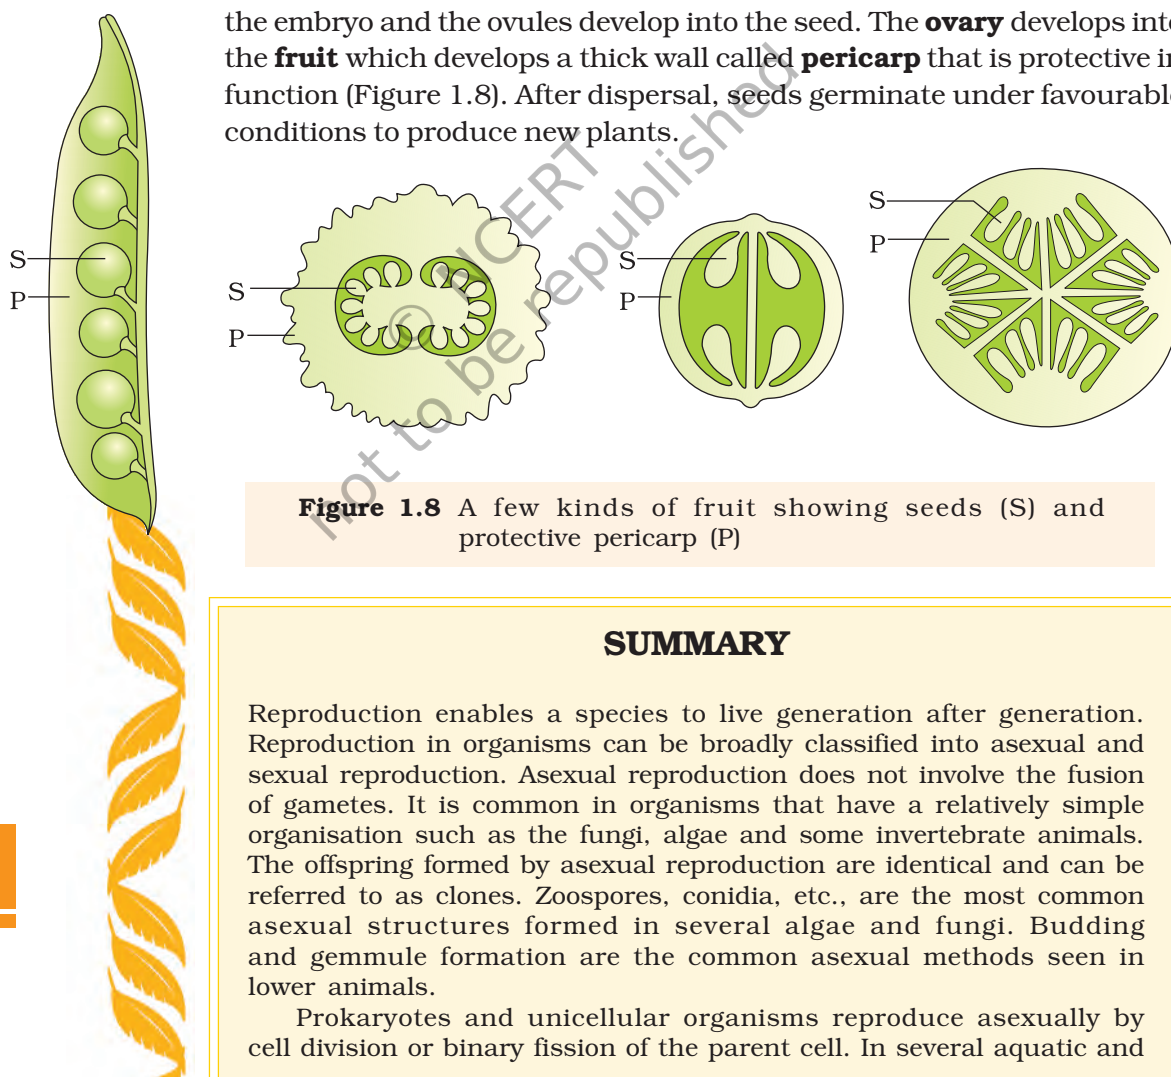 the embryo and the ovules develop into the seed. The ovary develops into
the fruit which develops a thick wall called pericarp that is protective in
function (Figure 1.8). After dispersal, seeds germinate under favourable
conditions to produce new plants.
S
P
S
P
S
P
S
P
© NCERT
not to be republished
Figure 1.8 A few kinds of fruit showing seeds (S) and
protective pericarp (P)
SUMMARY
Reproduction enables a species to live generation after generation.
Reproduction in organisms can be broadly classified into asexual and
sexual reproduction. Asexual reproduction does not involve the fusion
of gametes. It is common in organisms that have a relatively simple
organisation such as the fungi, algae and some invertebrate animals.
The offspring formed by asexual reproduction are identical and can be
referred to as clones. Zoospores, conidia, etc., are the most common
asexual structures formed in several algae and fungi. Budding
and gemmule formation are the common asexual methods seen in
lower animals.
Prokaryotes and unicellular organisms reproduce asexually by
cell division or binary fission of the parent cell. In several aquatic and